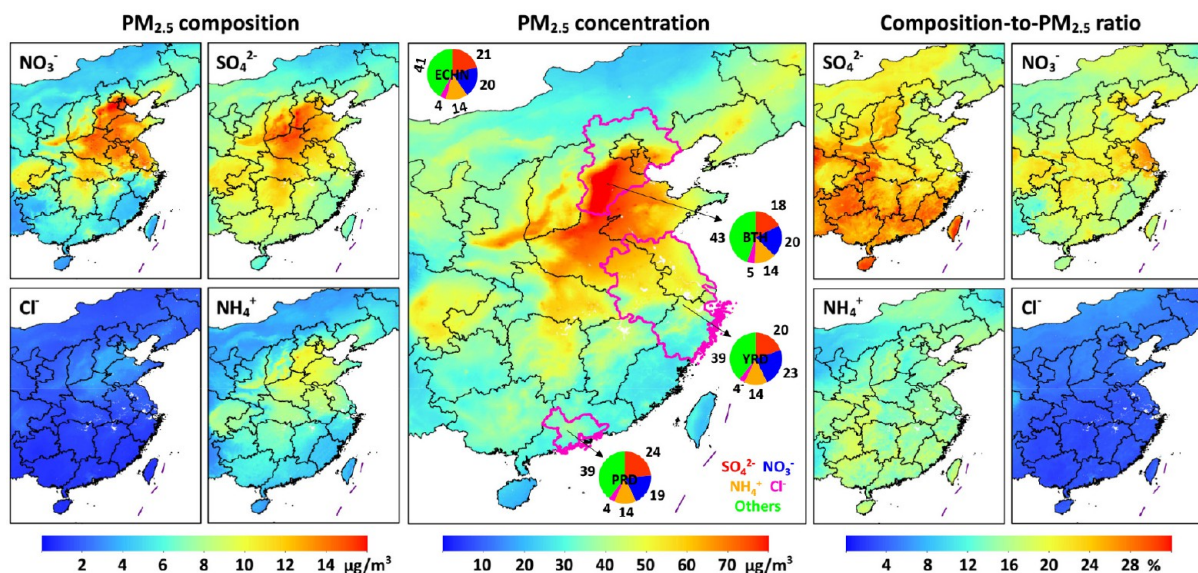 PM₂.₅ composition
PM₂.₅ concentration
Composition-to-PM₂.₅ ratio
NO₃⁻
SO₄²⁻
Cl⁻
NH₄⁺
2 4 6 8 10 12 14 μg/m³
41 ECHN 21
20
4 14
18
43 BTH 20
5 14
20
39 YRD 23
4 14
24
39 PRD 19
4 14
SO₄²⁻ NO₃⁻
NH₄⁺ Cl⁻
Others
10 20 30 40 50 60 70 μg/m³
SO₄²⁻
NO₃⁻
NH₄⁺
Cl⁻
4 8 12 16 20 24 28 %